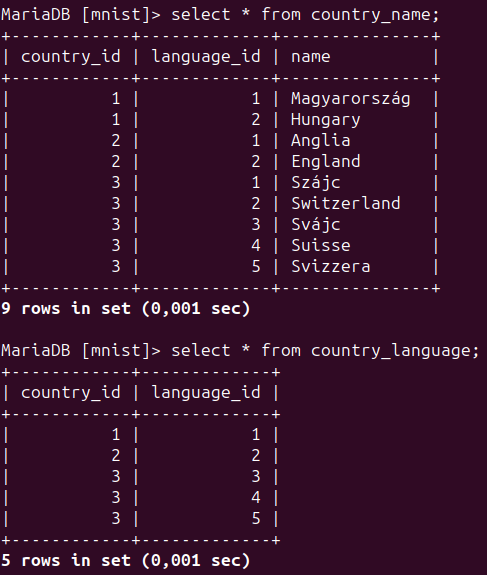 MariaDB [mnist]> select * from country_name;
+------------+-------------+---------------+
| country_id | language_id | name          |
+------------+-------------+---------------+
|          1 |           1 | Magyarország  |
|          1 |           2 | Hungary       |
|          2 |           1 | Anglia        |
|          2 |           2 | England       |
|          3 |           1 | Szájc         |
|          3 |           2 | Switzerland   |
|          3 |           3 | Svájc         |
|          3 |           4 | Suisse        |
|          3 |           5 | Svizzera      |
+------------+-------------+---------------+
9 rows in set (0,001 sec)
MariaDB [mnist]> select * from country_language;
+------------+-------------+
| country_id | language_id |
+------------+-------------+
|          1 |           1 |
|          2 |           2 |
|          3 |           3 |
|          3 |           4 |
|          3 |           5 |
+------------+-------------+
5 rows in set (0,001 sec)